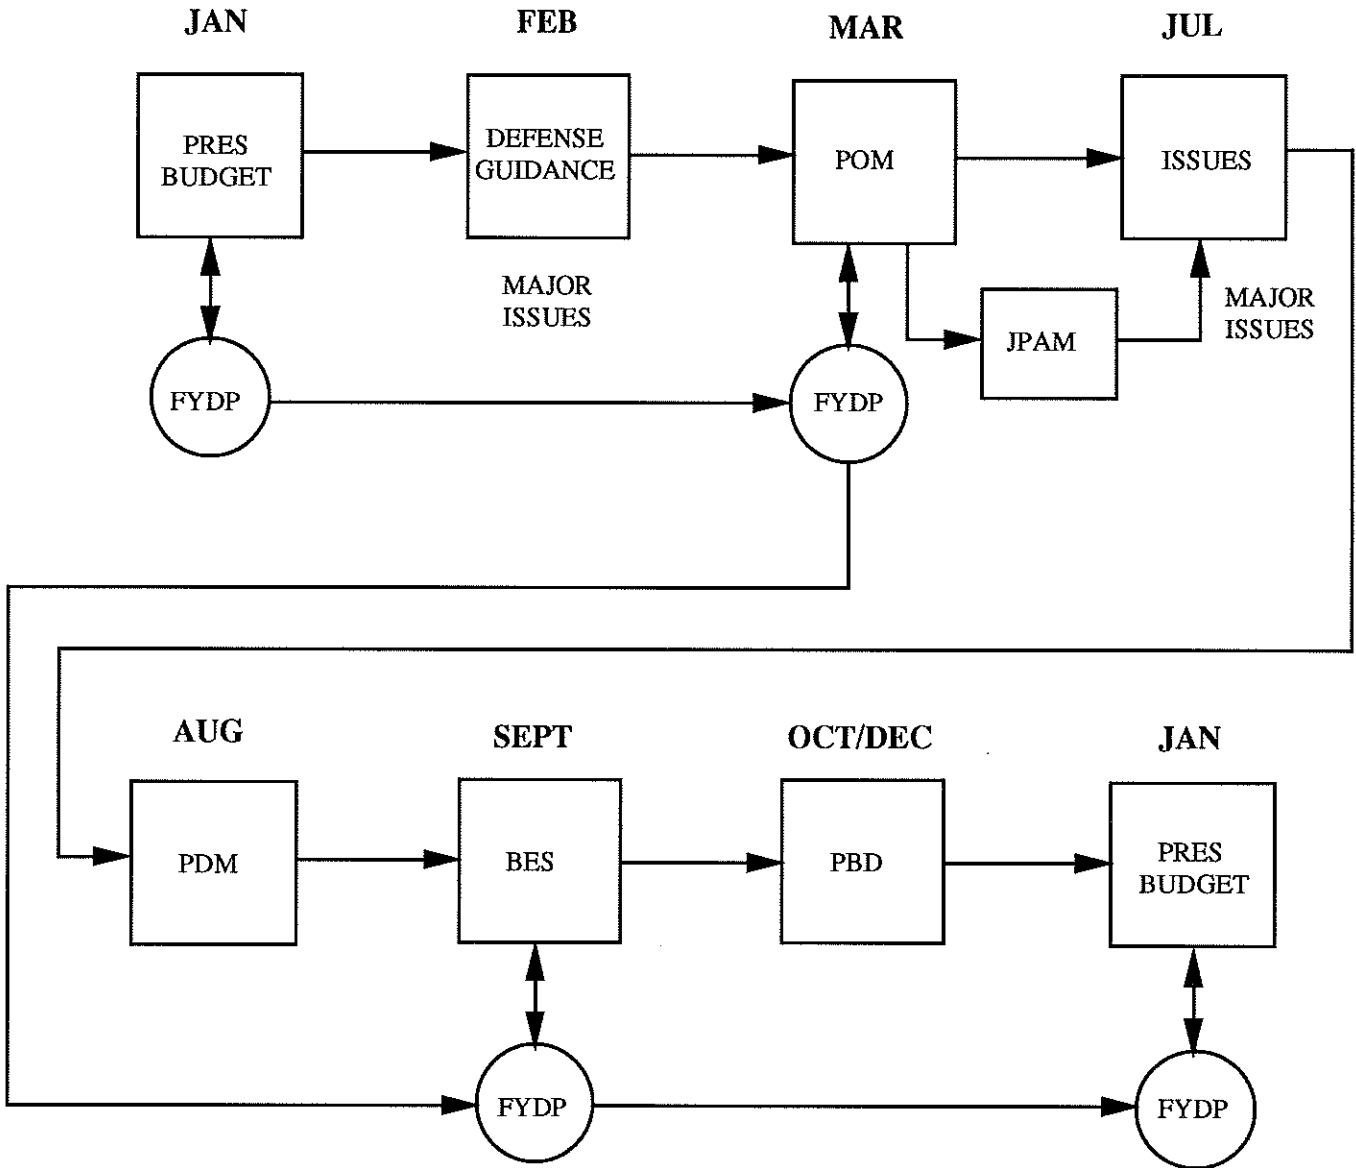 JAN
FEB
MAR
JUL
PRES
BUDGET
DEFENSE
GUIDANCE
POM
ISSUES
MAJOR
ISSUES
JPAM
MAJOR
ISSUES
FYDP
FYDP
AUG
SEPT
OCT/DEC
JAN
PDM
BES
PBD
PRES
BUDGET
FYDP
FYDP